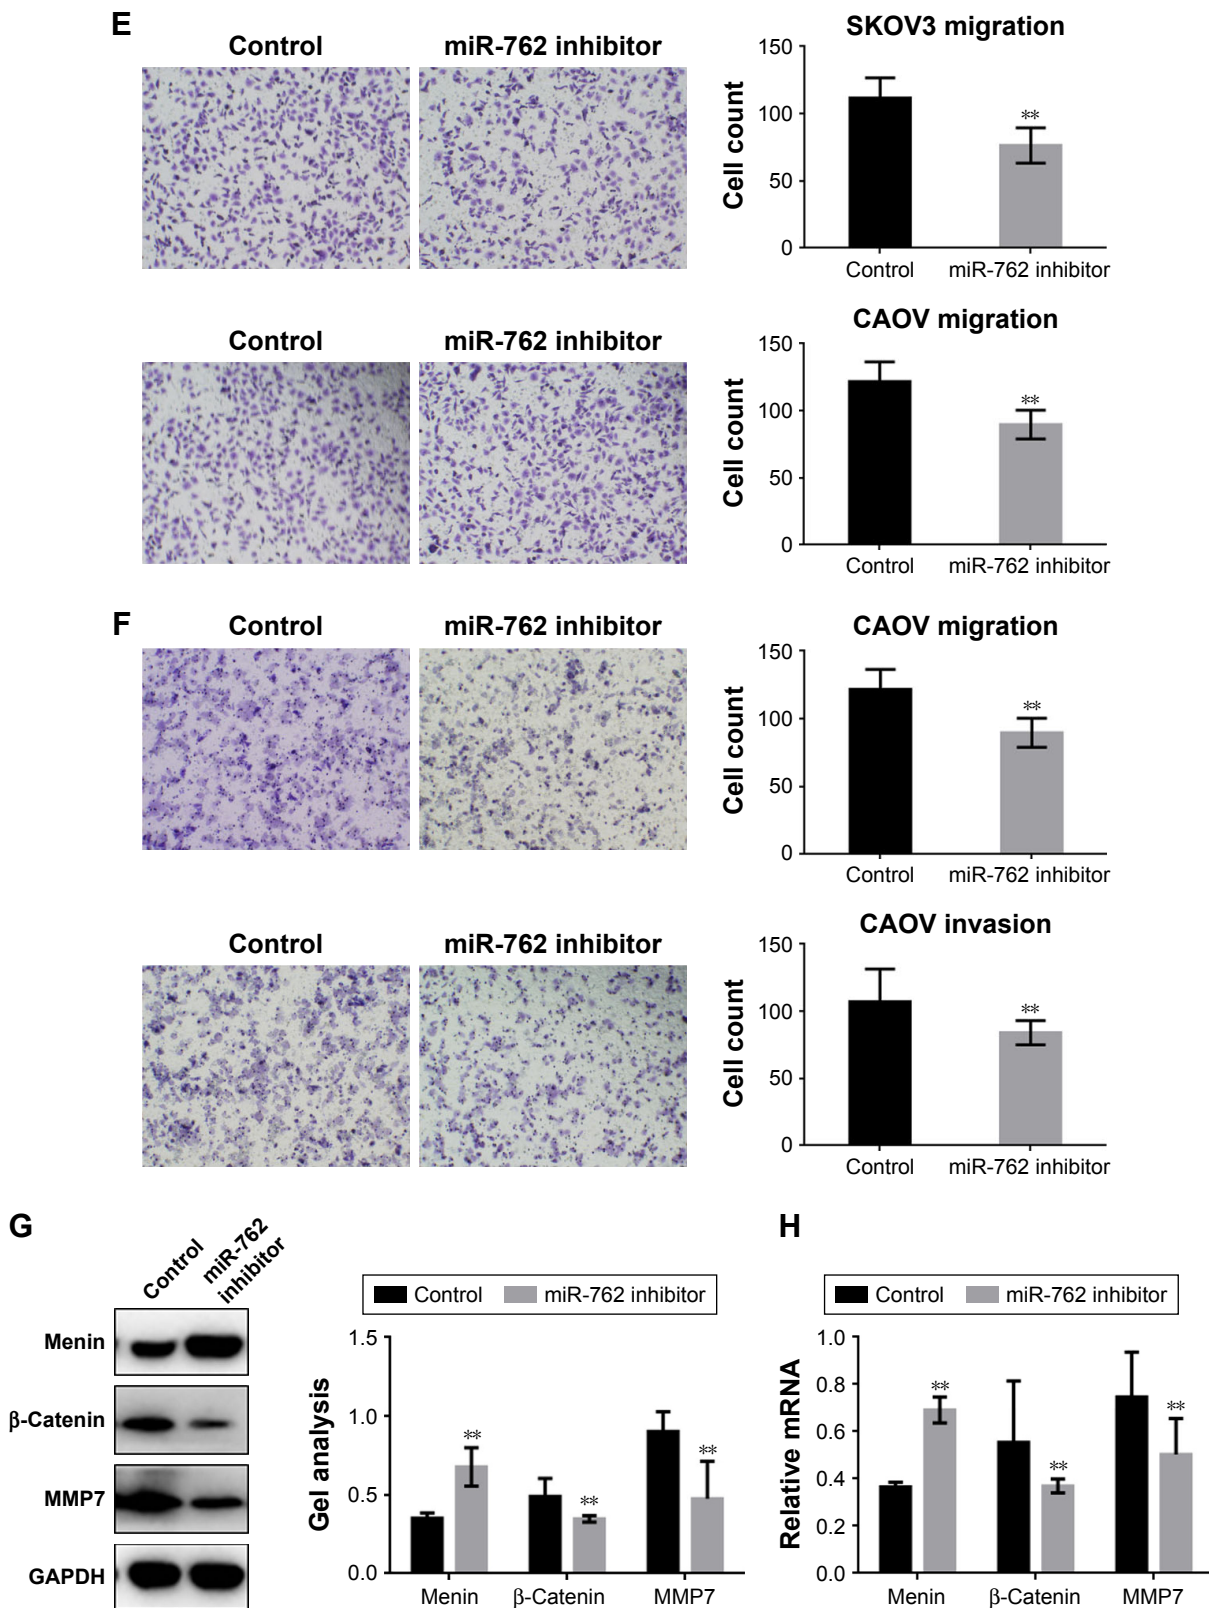 E
Control
miR-762 inhibitor
SKOV3 migration
150
100
50
0
Cell count
**
Control
miR-762 inhibitor
Control
miR-762 inhibitor
CAOV migration
150
100
50
0
Cell count
**
Control
miR-762 inhibitor
F
Control
miR-762 inhibitor
CAOV migration
150
100
50
0
Cell count
**
Control
miR-762 inhibitor
Control
miR-762 inhibitor
CAOV invasion
150
100
50
0
Cell count
**
Control
miR-762 inhibitor
G
Control
miR-762
inhibitor
Menin
β-Catenin
MMP7
GAPDH
Control
miR-762 inhibitor
1.5
1.0
0.5
0.0
Gel analysis
**
**
**
Menin
β-Catenin
MMP7
H
Control
miR-762 inhibitor
1.0
0.8
0.6
0.4
0.2
0.0
Relative mRNA
**
**
**
Menin
β-Catenin
MMP7